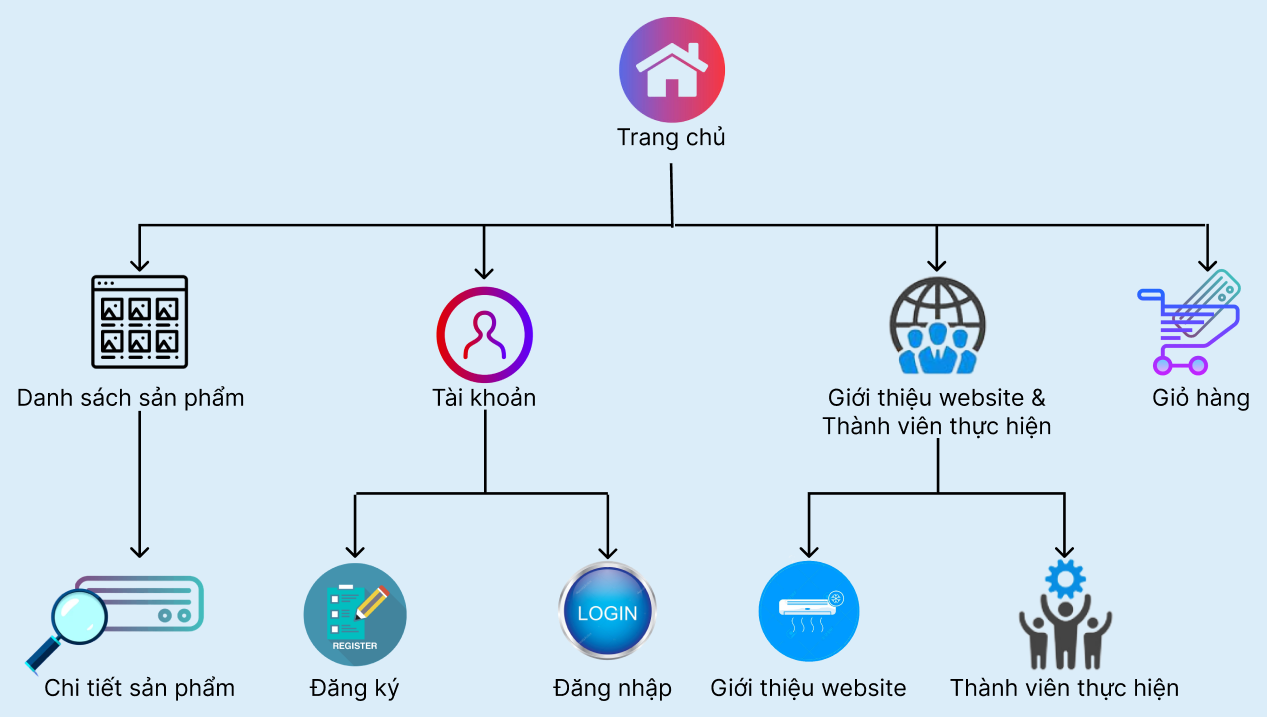 Trang chủ
Danh sách sản phẩm
Tài khoản
Giới thiệu website &
Thành viên thực hiện
Giỏ hàng
REGISTER
LOGIN
Chi tiết sản phẩm
Đăng ký
Đăng nhập
Giới thiệu website
Thành viên thực hiện